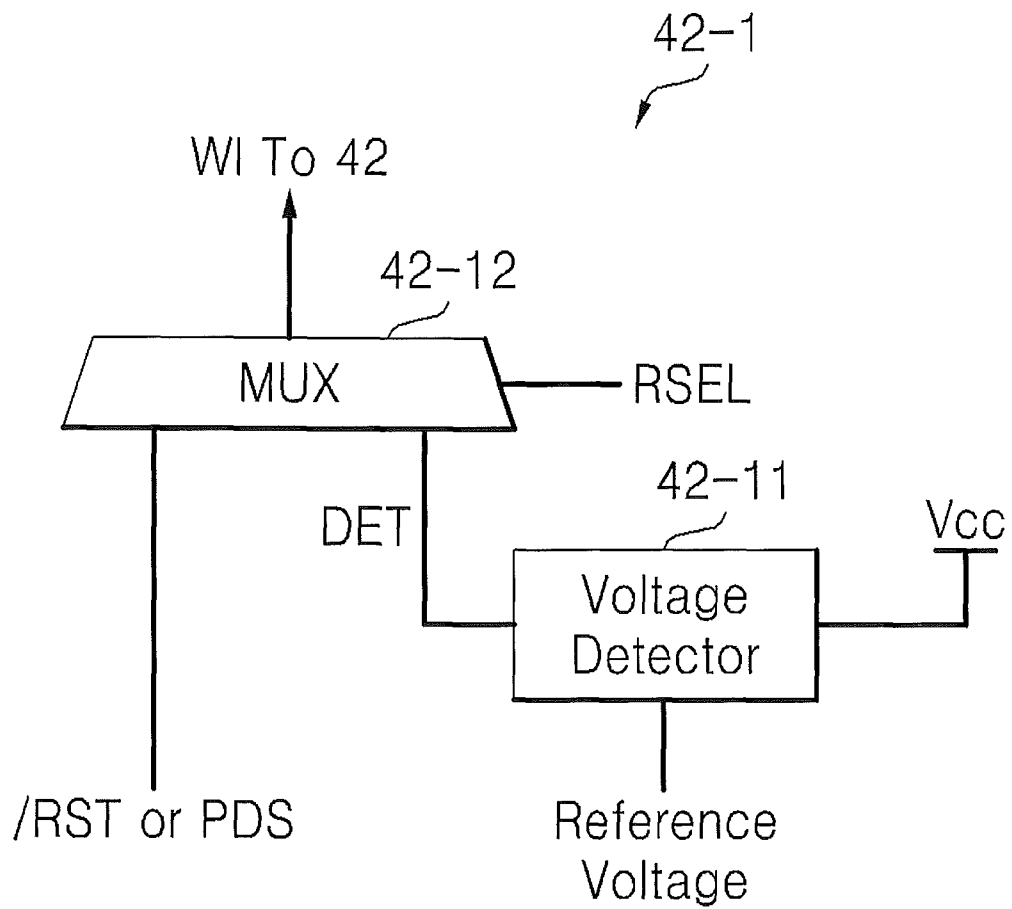 42-1
WI To 42
42-12
MUX
RSEL
42-11
DET
Vcc
Voltage
Detector
/RST or PDS
Reference
Voltage